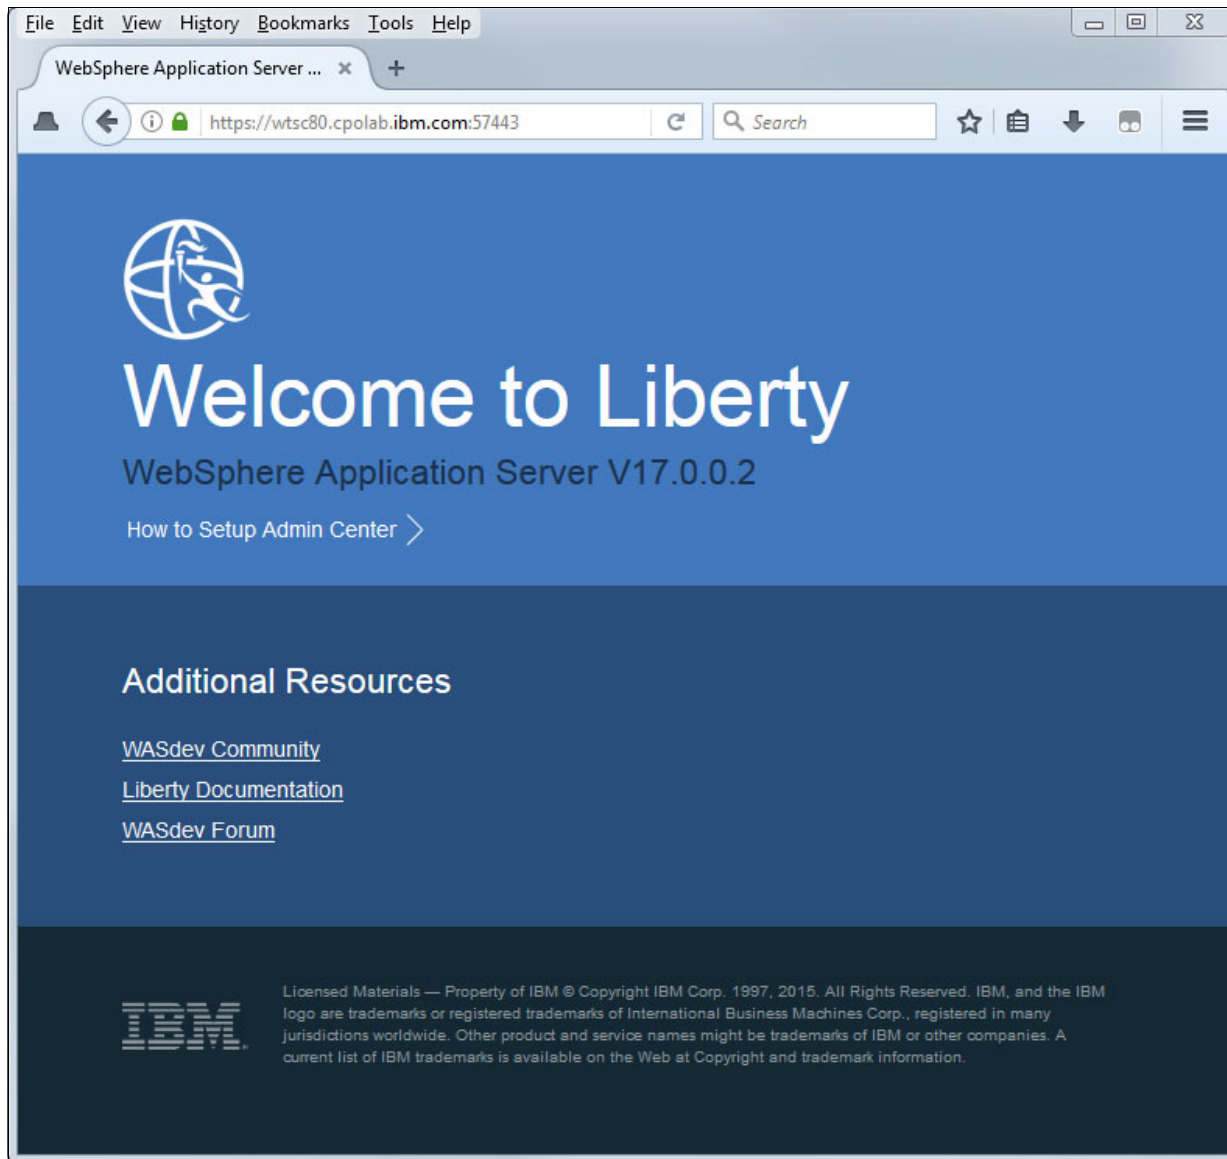 File Edit View History Bookmarks Tools Help
WebSphere Application Server ...
https://wtsc80.cpolab.ibm.com:57443
Search
Welcome to Liberty
WebSphere Application Server V17.0.0.2
How to Setup Admin Center
Additional Resources
WASdev Community
Liberty Documentation
WASdev Forum
IBM
Licensed Materials — Property of IBM © Copyright IBM Corp. 1997, 2015. All Rights Reserved. IBM, and the IBM
logo are trademarks or registered trademarks of International Business Machines Corp., registered in many
jurisdictions worldwide. Other product and service names might be trademarks of IBM or other companies. A
current list of IBM trademarks is available on the Web at Copyright and trademark information.